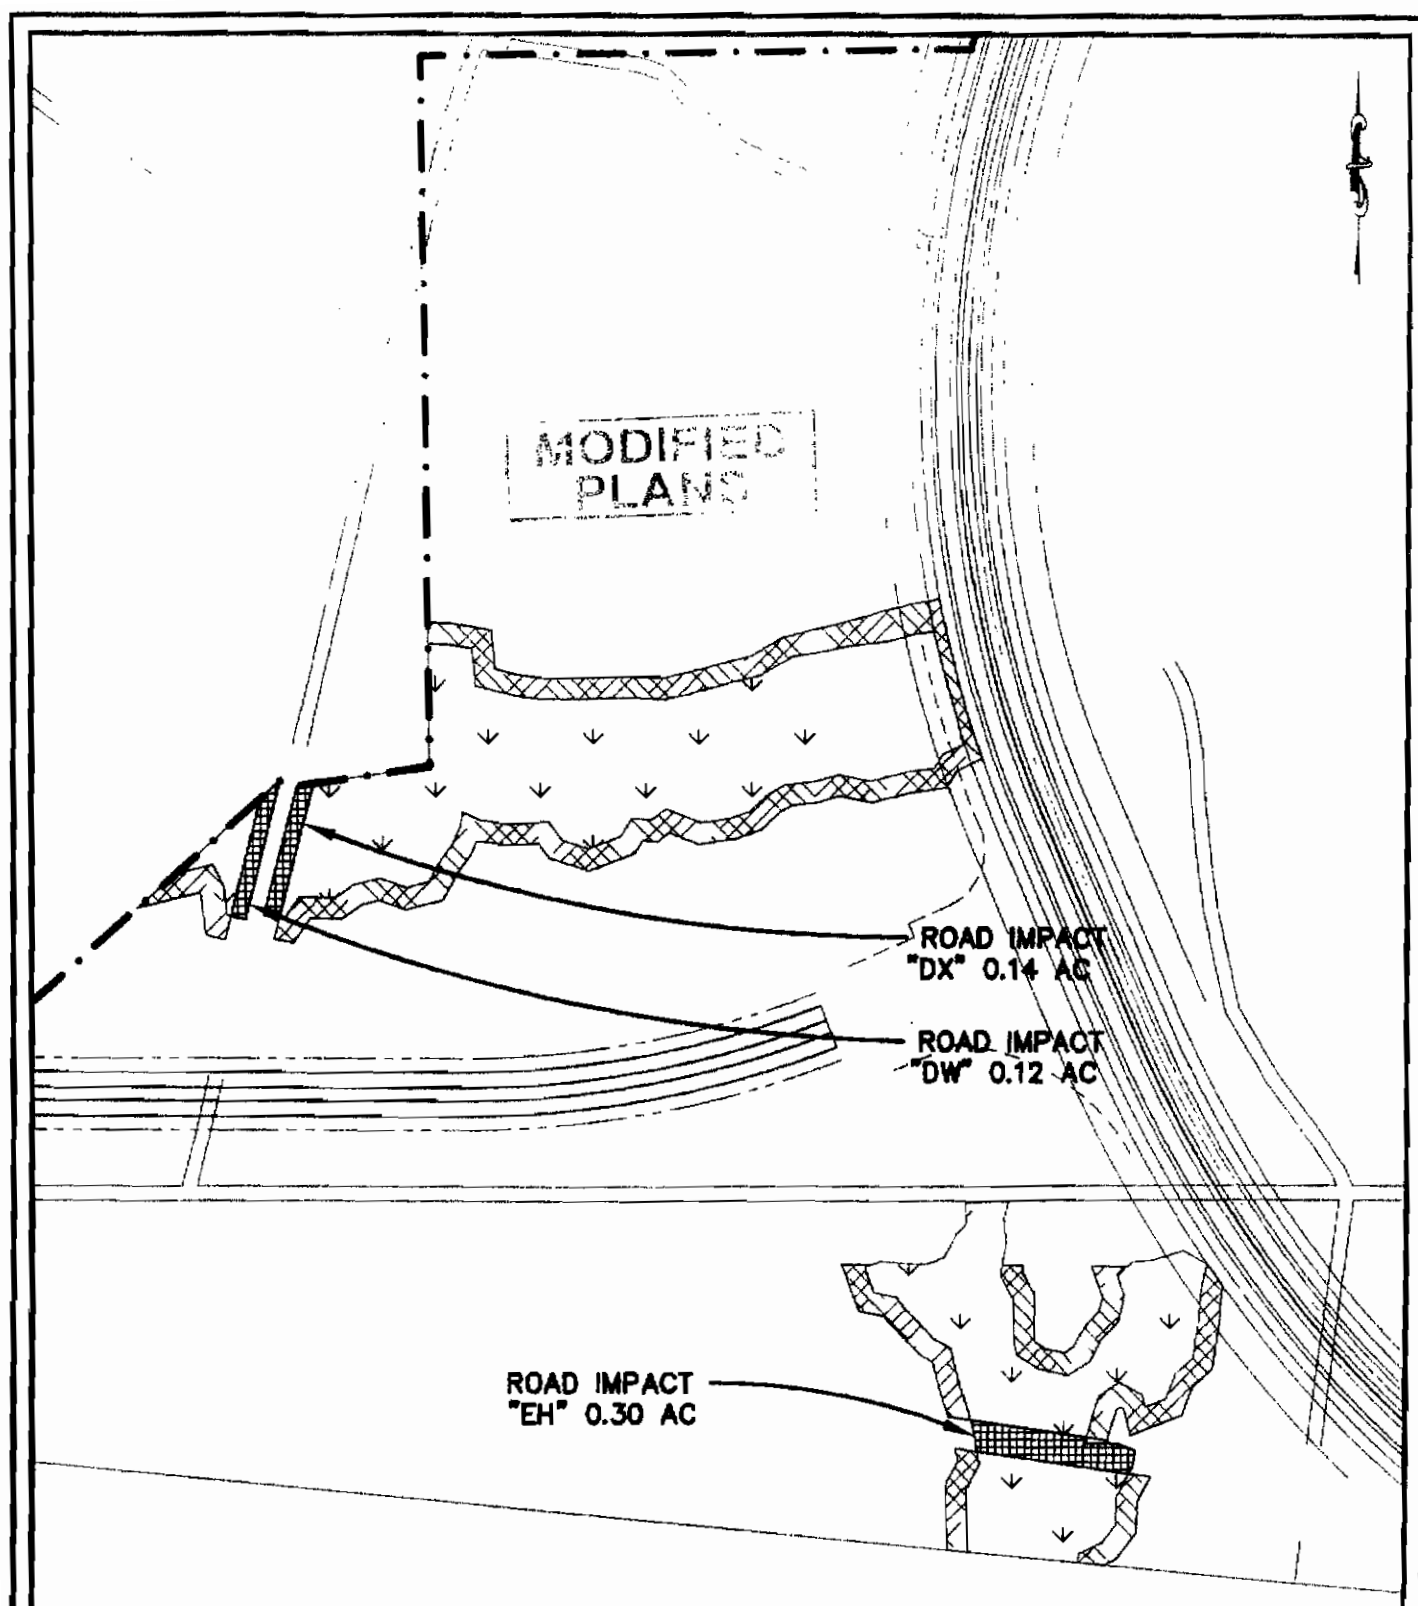 MODIFIED
PLANS
ROAD IMPACT
"DX" 0.14 AC
ROAD IMPACT
"DW" 0.12 AC
ROAD IMPACT
"EH" 0.30 AC